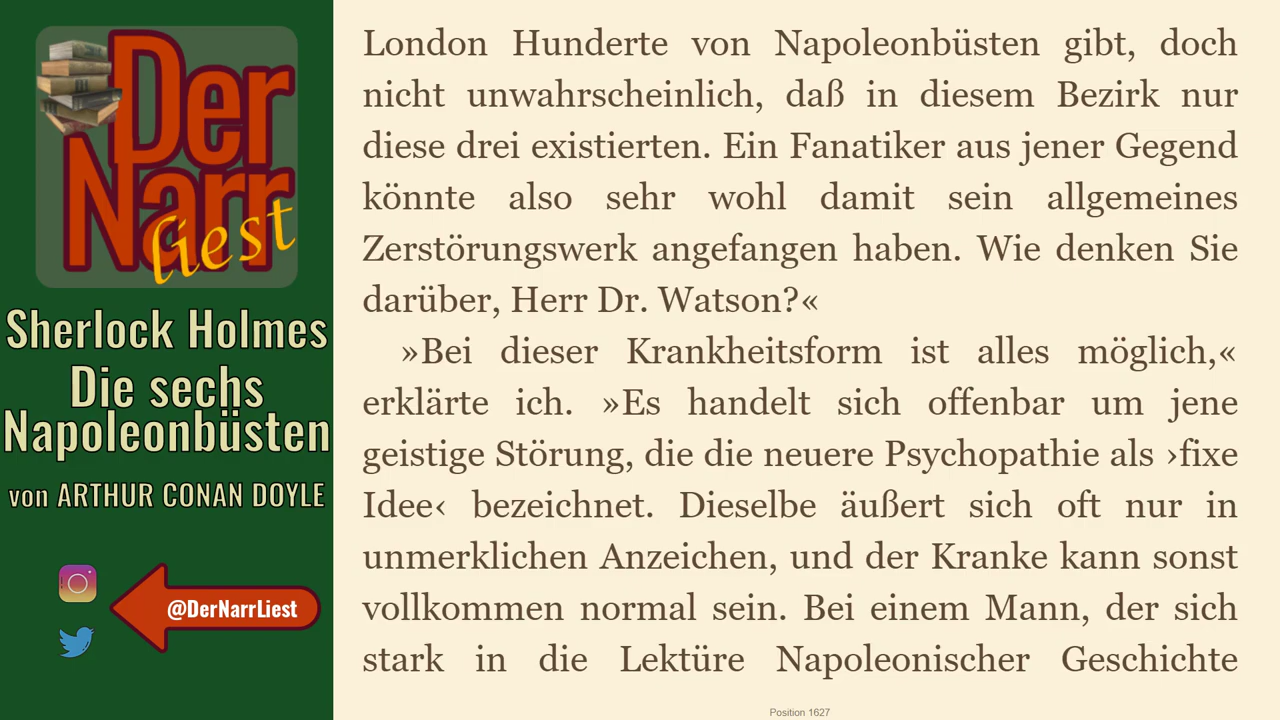 Der
Narr
liest
Sherlock Holmes
Die sechs
Napoleonbüsten
von ARTHUR CONAN DOYLE
@DerNarrLiest
London Hunderte von Napoleonbüsten gibt, doch
nicht unwahrscheinlich, daß in diesem Bezirk nur
diese drei existierten. Ein Fanatiker aus jener Gegend
könnte also sehr wohl damit sein allgemeines
Zerstörungswerk angefangen haben. Wie denken Sie
darüber, Herr Dr. Watson?«
»Bei dieser Krankheitsform ist alles möglich,«
erklärte ich. »Es handelt sich offenbar um jene
geistige Störung, die die neuere Psychopathie als ›fixe
Idee‹ bezeichnet. Dieselbe äußert sich oft nur in
unmerklichen Anzeichen, und der Kranke kann sonst
vollkommen normal sein. Bei einem Mann, der sich
stark in die Lektüre Napoleonischer Geschichte
Position 1627